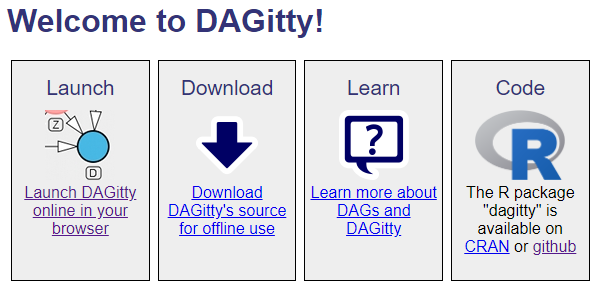 Welcome to DAGitty!
Launch
Z
D
Launch DAGitty
online in your
browser
Download
Download
DAGitty's source
for offline use
Learn
?
Learn more about
DAGs and
DAGitty
Code
R
The R package
"dagitty" is
available on
CRAN or github